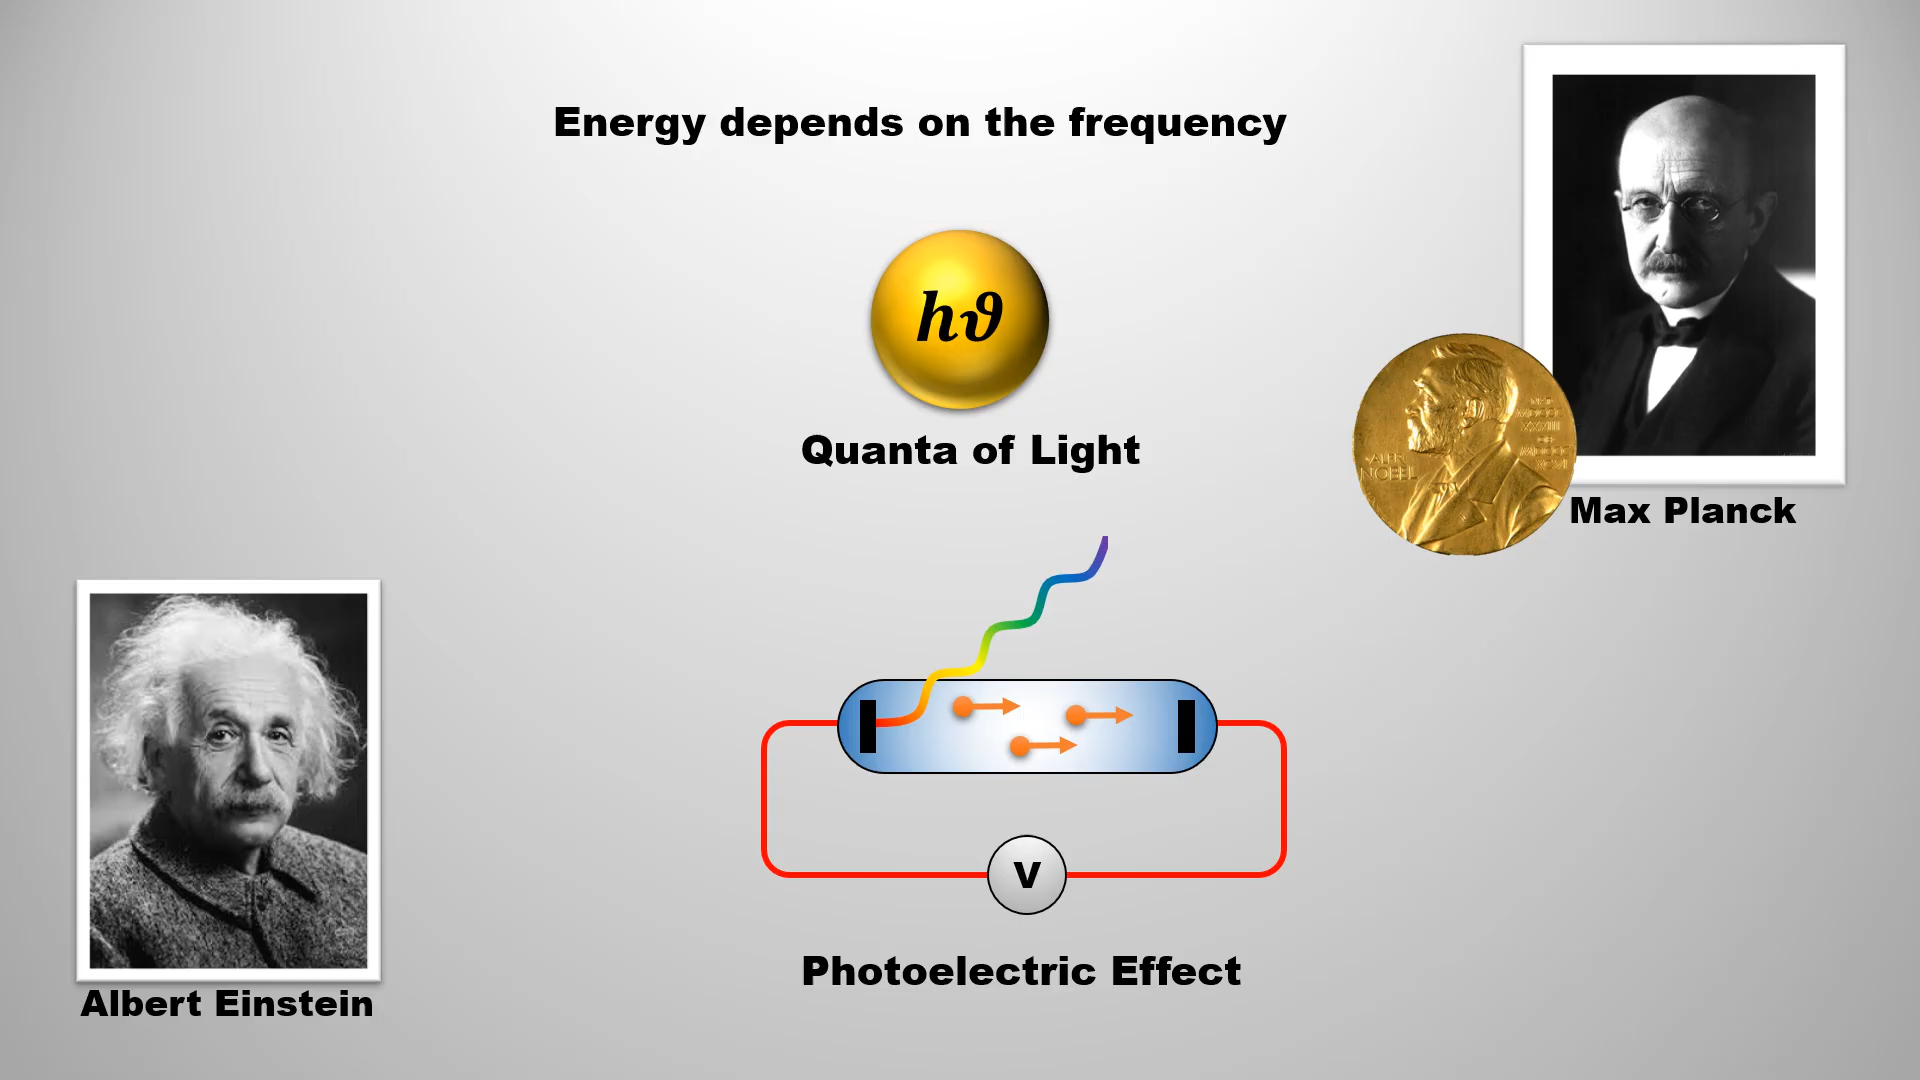 Energy depends on the frequency
hϑ
Quanta of Light
Max Planck
V
Photoelectric Effect
Albert Einstein